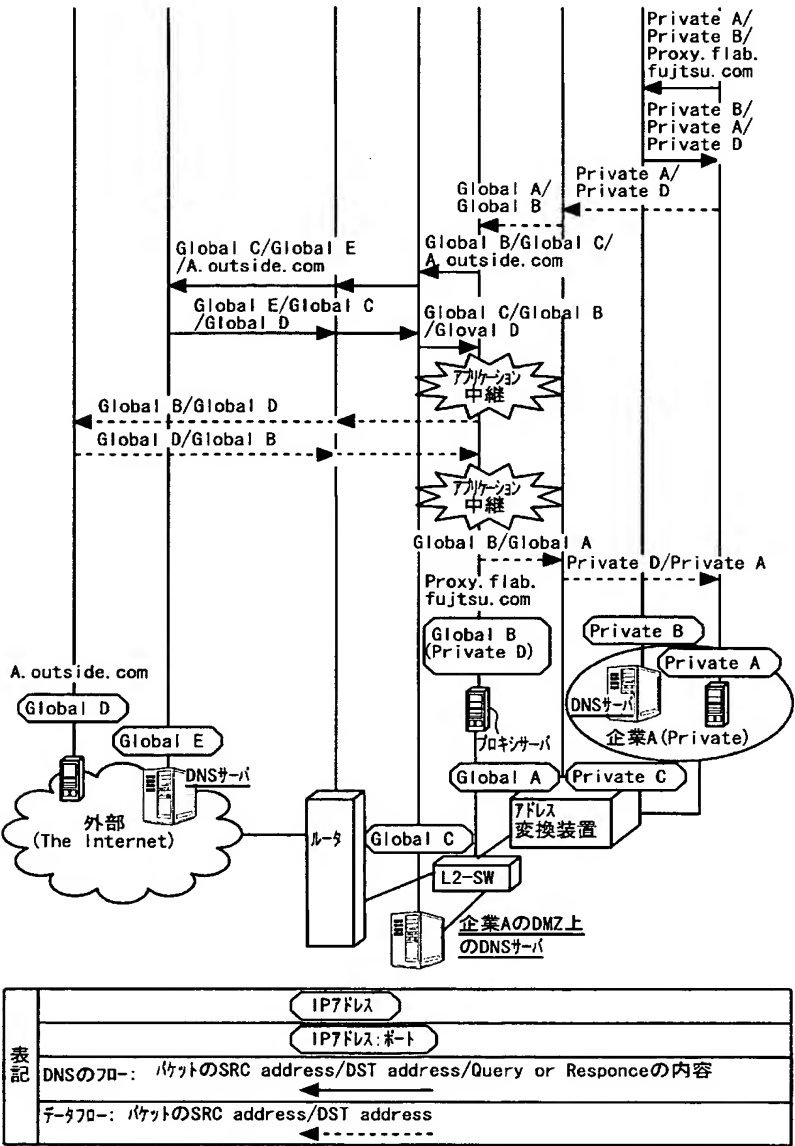 Private A/
Private B/
Proxy.flab.
fujtsu.com
Private B/
Private A/
Private D
Private A/
Private D
Global A/
Global B
Global B/Global C/
A.outside.com
Global C/Global E
/A.outside.com
Global E/Global C
/Global D
Global C/Global B
/Gloval D
アプリケーション
中継
Global B/Global D
Global D/Global B
アプリケーション
中継
Global B/Global A
Private D/Private A
Proxy.flab.
fujtsu.com
Global B
(Private D)
Private B
Private A
A.outside.com
Global D
DNSサーバ
企業A(Private)
プロキシサーバ
Global E
DNSサーバ
Global A
Private C
外部
(The Internet)
ルータ
Global C
アドレス
変換装置
L2-SW
企業AのDMZ上
のDNSサーバ
表記
IPアドレス
IPアドレス:ポート
DNSのフロー: パケットのSRC address/DST address/Query or Responceの内容
データフロー: パケットのSRC address/DST address